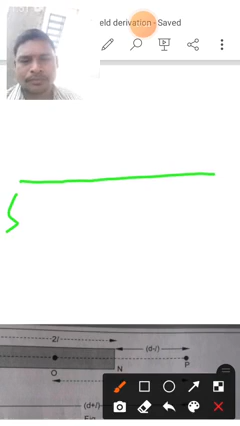 eld derivation - Saved
2l
(d-l)
O
N
P
(d+l)